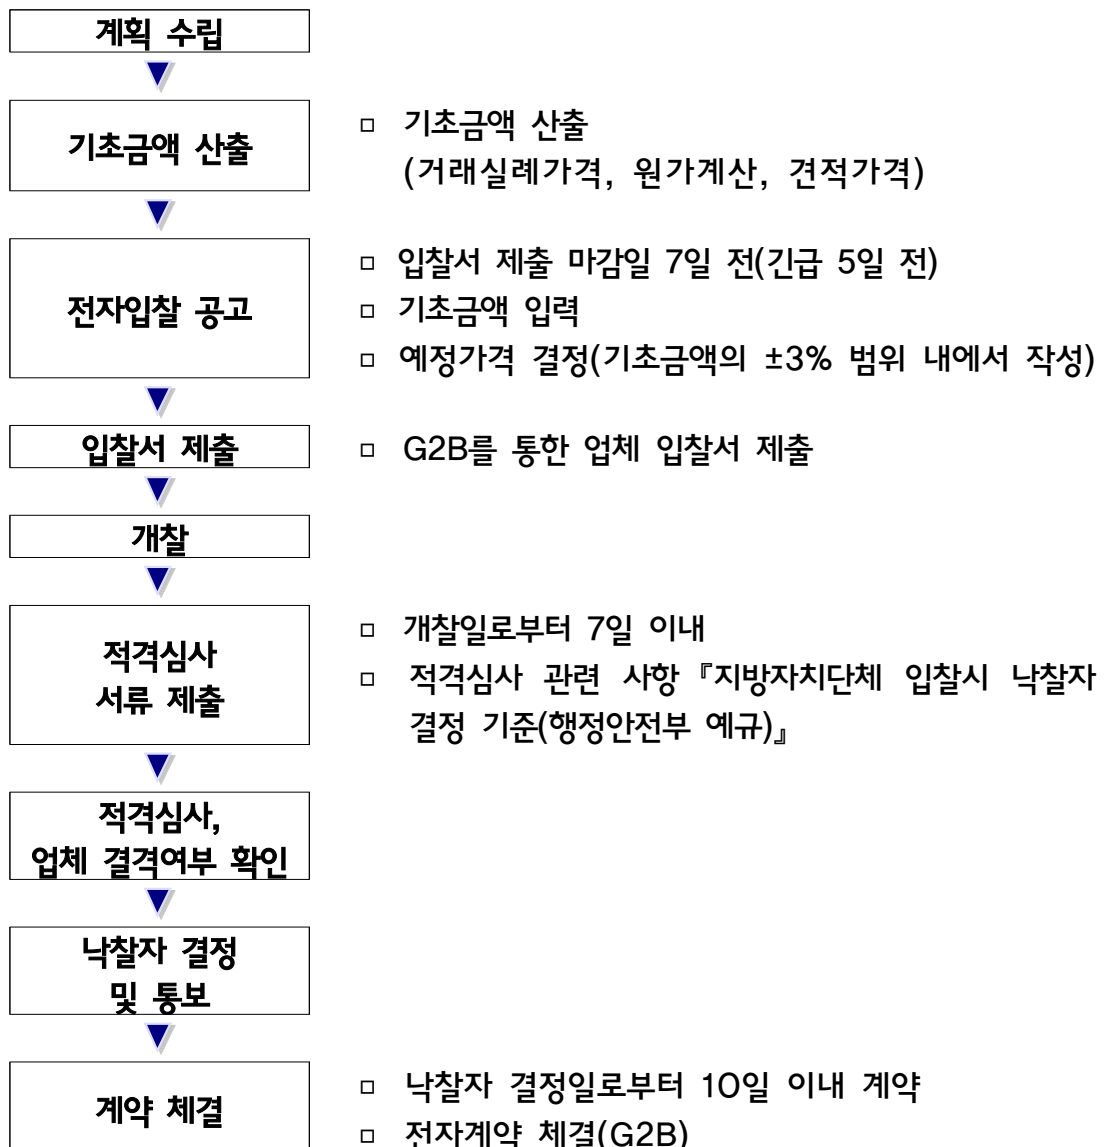 계획 수립
기초금액 산출
□ 기초금액 산출
(거래실례가격, 원가계산, 견적가격)
전자입찰 공고
□ 입찰서 제출 마감일 7일 전(긴급 5일 전)
□ 기초금액 입력
□ 예정가격 결정(기초금액의 ±3% 범위 내에서 작성)
입찰서 제출
□ G2B를 통한 업체 입찰서 제출
개찰
적격심사
서류 제출
□ 개찰일로부터 7일 이내
□ 적격심사 관련 사항 『지방자치단체 입찰시 낙찰자
결정 기준(행정안전부 예규)』
적격심사,
업체 결격여부 확인
낙찰자 결정
및 통보
계약 체결
□ 낙찰자 결정일로부터 10일 이내 계약
□ 전자계약 체결(G2B)